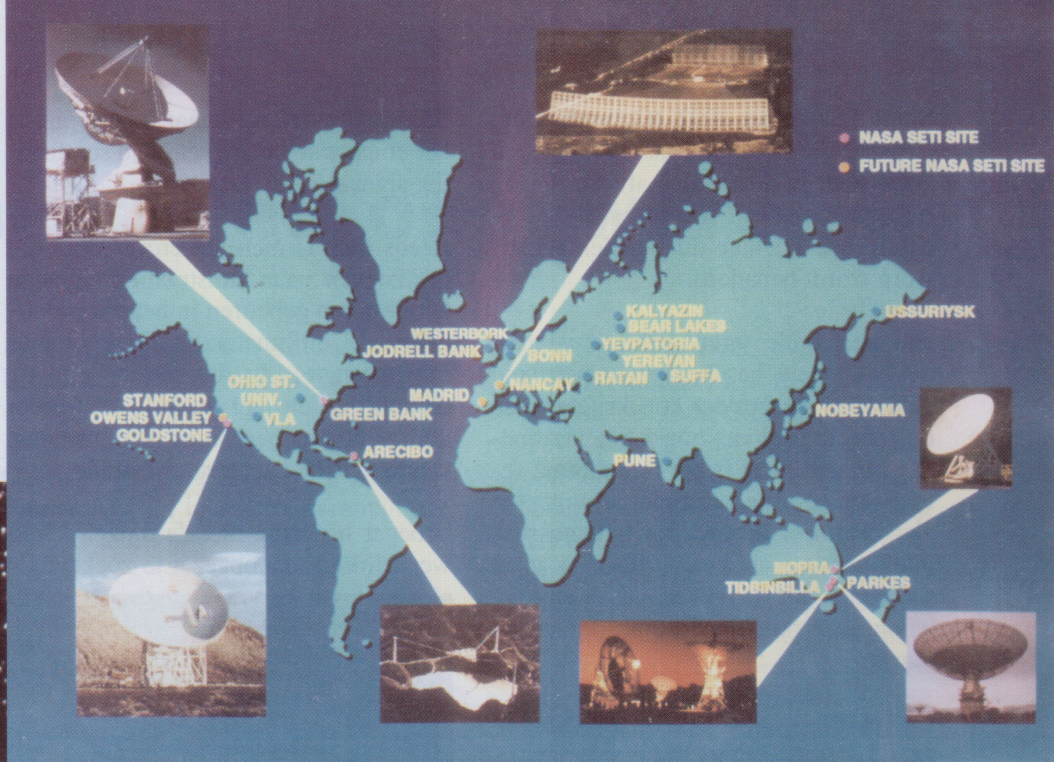 NASA SETI SITE
FUTURE NASA SETI SITE
KALYAZIN
BEAR LAKES
USSURIYSK
WESTERBORK
JODRELL BANK
BONN
YEVPATORIA
YEREVAN
OHIO ST.
UNIV.
MADRID
NANCAY
RATAN
SUFFA
STANFORD
OWENS VALLEY
GOLDSTONE
VLA
GREEN BANK
NOBEYAMA
ARECIBO
PUNE
MOPRA
TIDBINBILLA
PARKES